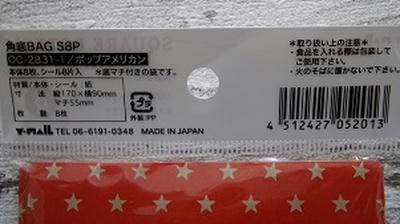 角底BAG S8P
OC-2831-1/ポップアメリカン
本体8枚、シール8片入 *底マチ付きの袋です。
材質/本体・シール:紙
寸 法 縦170×横90mm
マチ55mm
枚 数 8枚
プラ
外装:PP
Y-MALL TEL 06-6191-0348 MADE IN JAPAN
*取り扱い上の注意*
・食品を入れる際は包装して
ご使用下さい。
・火のそばに置かないで下さい。
4 512427 052013